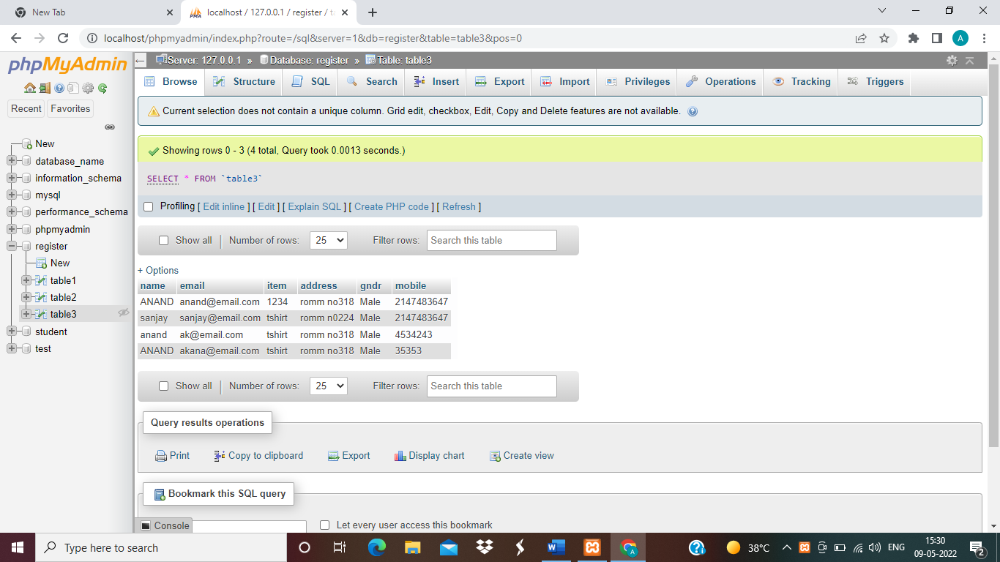 New Tab
localhost / 127.0.0.1 / register / ta
localhost/phpmyadmin/index.php?route=/sql&server=1&db=register&table=table3&pos=0
A
phpMyAdmin
Recent Favorites
New
database_name
information_schema
mysql
performance_schema
phpmyadmin
register
New
table1
table2
table3
student
test
Server: 127.0.0.1 » Database: register » Table: table3
Browse Structure SQL Search Insert Export Import Privileges Operations Tracking Triggers
Current selection does not contain a unique column. Grid edit, checkbox, Edit, Copy and Delete features are not available.
Showing rows 0 - 3 (4 total, Query took 0.0013 seconds.)
SELECT * FROM `table3`
Profiling [ Edit inline ] [ Edit ] [ Explain SQL ] [ Create PHP code ] [ Refresh ]
Show all | Number of rows: 25 Filter rows: Search this table
+ Options
name email item address gndr mobile
ANAND anand@email.com 1234 romm no318 Male 2147483647
sanjay sanjay@email.com tshirt romm n0224 Male 2147483647
anand ak@email.com tshirt romm no318 Male 4534243
ANAND akana@email.com tshirt romm no318 Male 35353
Show all | Number of rows: 25 Filter rows: Search this table
Query results operations
Print Copy to clipboard Export Display chart Create view
Bookmark this SQL query
Console
Let every user access this bookmark
Type here to search
38°C
ENG
15:30
09-05-2022
2